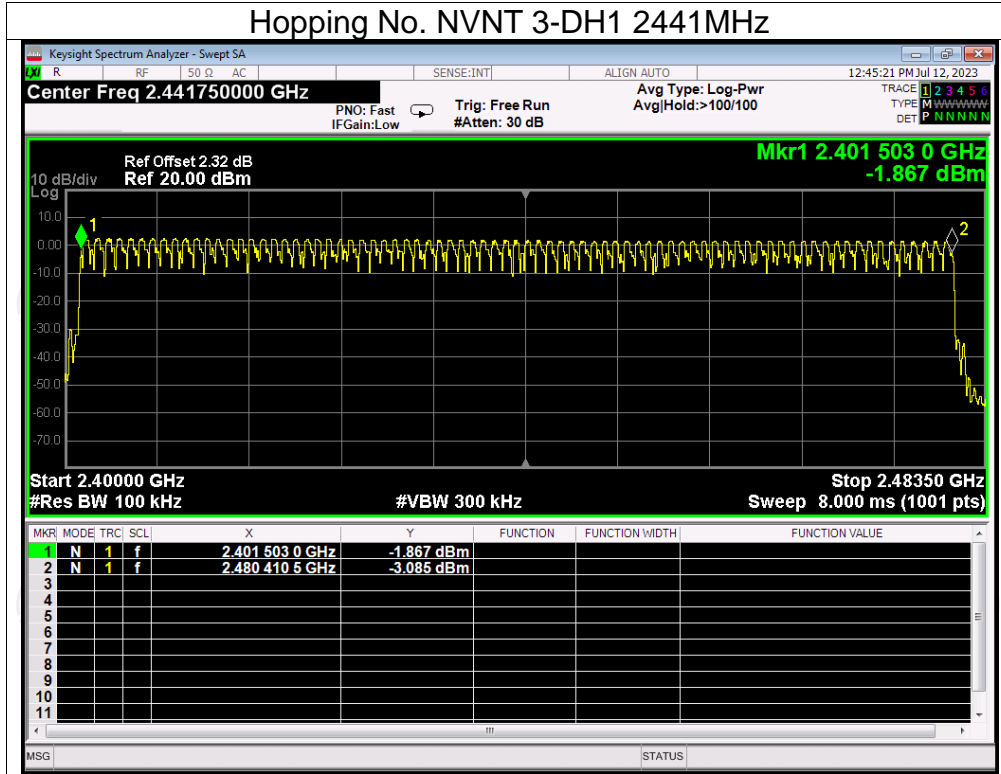 Hopping No. NVNT 3-DH1 2441MHz
Keysight Spectrum Analyzer - Swept SA
LXI R RF 50 Ω AC SENSE:INT ALIGN AUTO 12:45:21 PM Jul 12, 2023
Center Freq 2.441750000 GHz
PNO: Fast
IFGain:Low
Trig: Free Run
#Atten: 30 dB
Avg Type: Log-Pwr
Avg|Hold:>100/100
TRACE 1 2 3 4 5 6
TYPE M WWWWW
DET P N N N N N
Mkr1 2.401 503 0 GHz
-1.867 dBm
Ref Offset 2.32 dB
10 dB/div Ref 20.00 dBm
Log
10.0
0.00
-10.0
-20.0
-30.0
-40.0
-50.0
-60.0
-70.0
1
2
Start 2.40000 GHz Stop 2.48350 GHz
#Res BW 100 kHz #VBW 300 kHz Sweep 8.000 ms (1001 pts)
MKR MODE TRC SCL X Y FUNCTION FUNCTION WIDTH FUNCTION VALUE
1 N 1 f 2.401 503 0 GHz -1.867 dBm
2 N 1 f 2.480 410 5 GHz -3.085 dBm
3
4
5
6
7
8
9
10
11
MSG STATUS